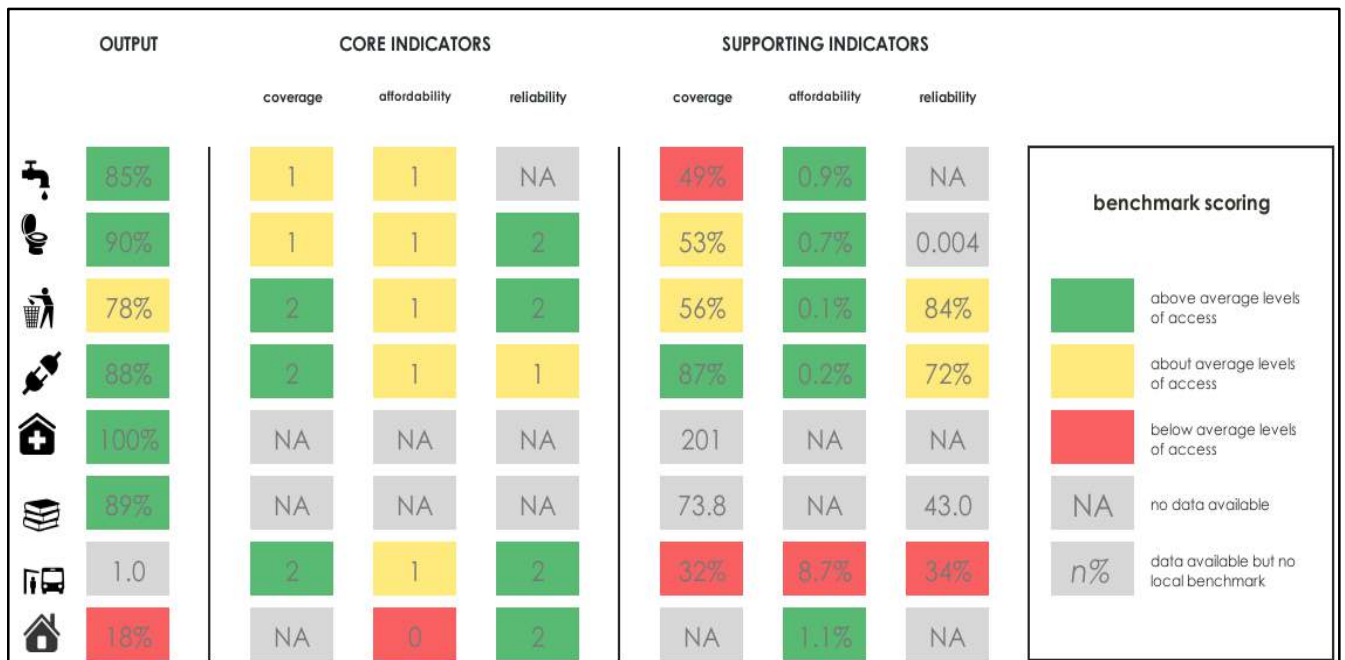 OUTPUT CORE INDICATORS SUPPORTING INDICATORS
coverage affordability reliability coverage affordability reliability
85% 1 1 NA 49% 0.9% NA
90% 1 1 2 53% 0.7% 0.004
78% 2 1 2 56% 0.1% 84%
88% 2 1 1 87% 0.2% 72%
100% NA NA NA 201 NA NA
89% NA NA NA 73.8 NA 43.0
1.0 2 1 2 32% 8.7% 34%
18% NA 0 2 NA 1.1% NA
benchmark scoring
above average levels
of access
about average levels
of access
below average levels
of access
NA no data available
n% data available but no
local benchmark